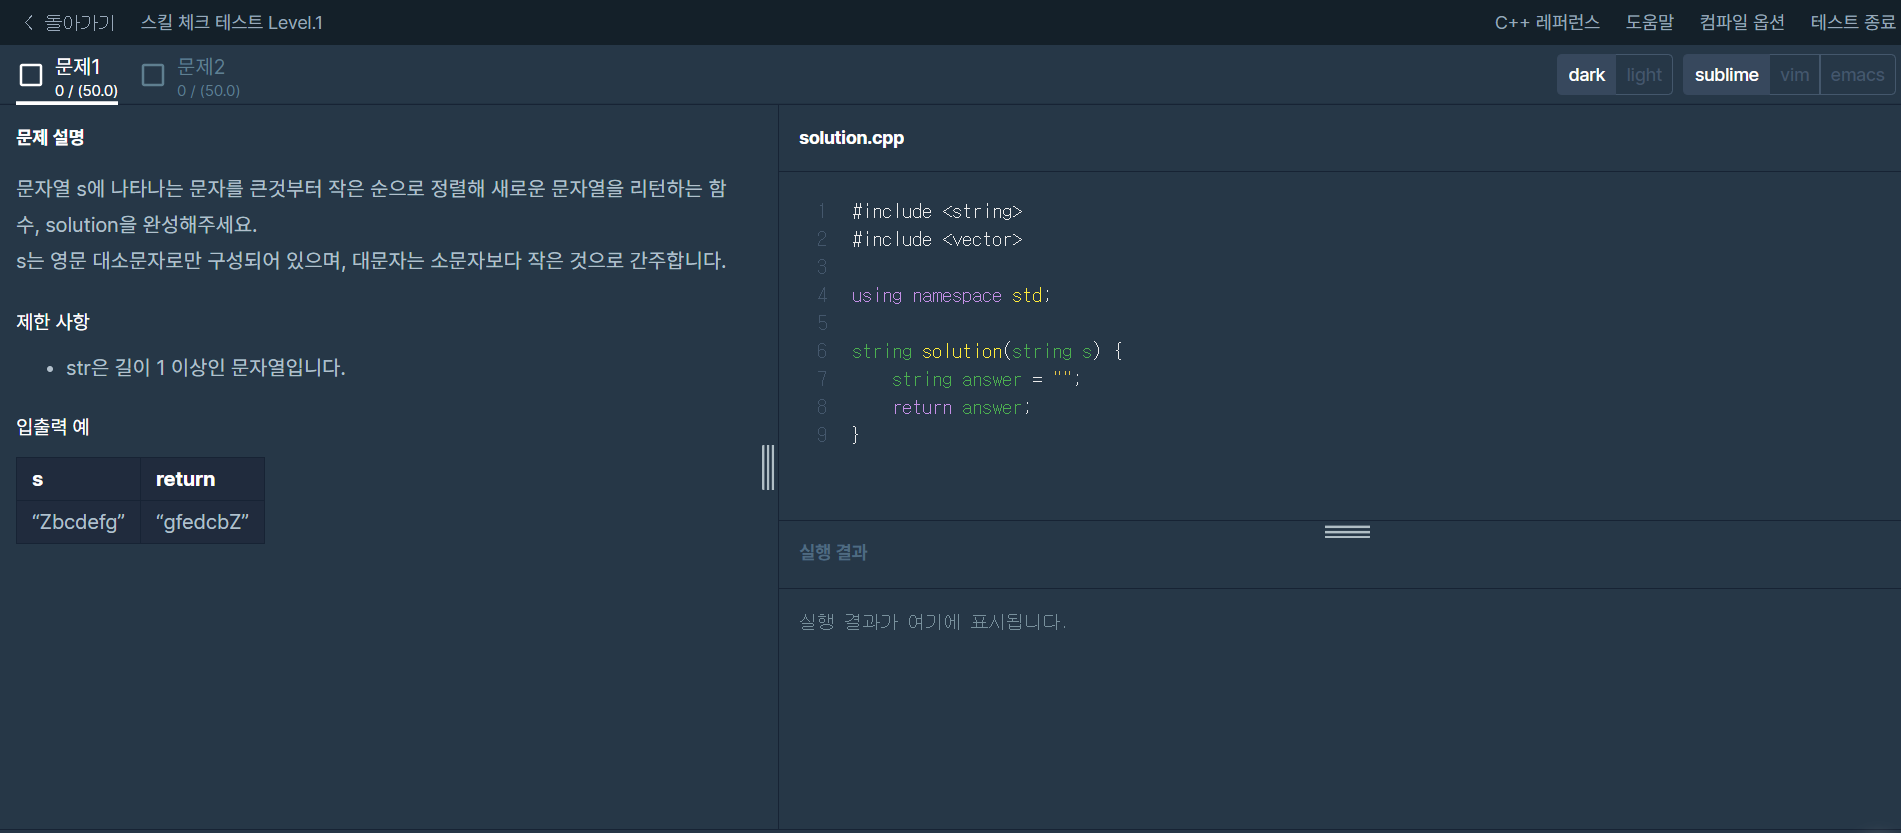 돌아가기 스킬 체크 테스트 Level.1 C++ 레퍼런스 도움말 컴파일 옵션 테스트 종료
문제1 문제2
0 / (50.0) 0 / (50.0)
dark light sublime vim emacs
문제 설명
문자열 s에 나타나는 문자를 큰것부터 작은 순으로 정렬해 새로운 문자열을 리턴하는 함
수, solution을 완성해주세요.
s는 영문 대소문자로만 구성되어 있으며, 대문자는 소문자보다 작은 것으로 간주합니다.
제한 사항
• str은 길이 1 이상인 문자열입니다.
입출력 예
s return
“Zbcdefg” “gfedcbZ”
solution.cpp
1 #include <string>
2 #include <vector>
3
4 using namespace std;
5
6 string solution(string s) {
7     string answer = "";
8     return answer;
9 }
실행 결과
실행 결과가 여기에 표시됩니다.